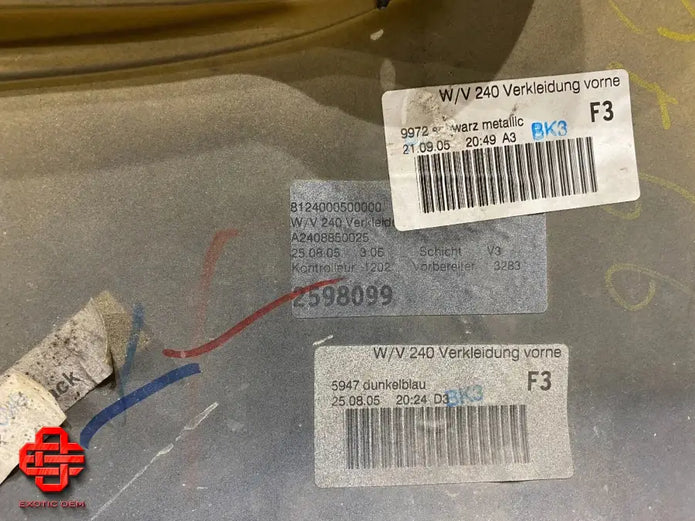 W/V 240 Verkleidung vorne
9972 schwarz metallic
F3
21.09.05 20:49 A3
BK3
8124000500000
W/V 240
A2408850025
25.08.05 3:05 Schicht V3
Kontrolleur 1202 Vorbereiter 3283
2598099
W/V 240 Verkleidung vorne
5947 dunkelblau
F3
25.08.05 20:24 D3
BK3
EXOTIC OEM